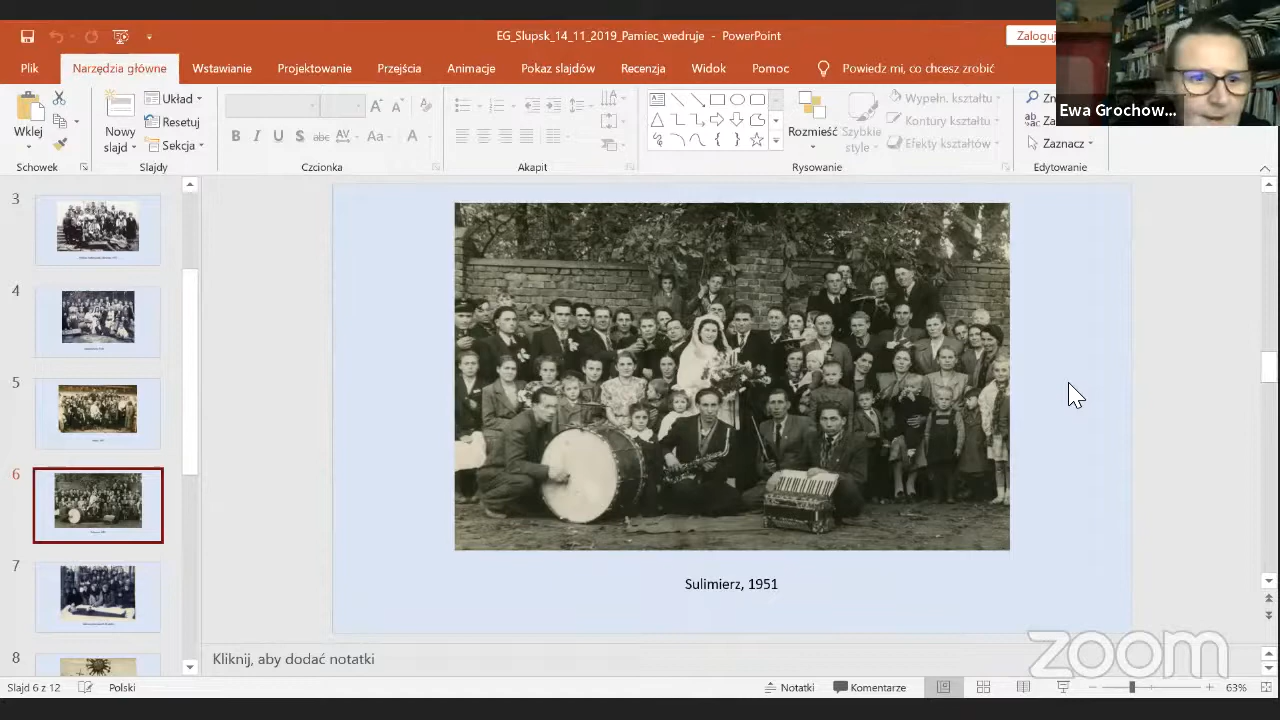 EG_Slupsk_14_11_2019_Pamiec_wedruje - PowerPoint
Zaloguj
Plik
Narzędzia główne
Wstawianie
Projektowanie
Przejścia
Animacje
Pokaz slajdów
Recenzja
Widok
Pomoc
Powiedz mi, co chcesz zrobić
Ewa Grochow...
Wklej
Schowek
Nowy
slajd
Układ
Resetuj
Sekcja
Slajdy
B I U S abc AV Aa A
Czcionka
Akapit
Rozmieść
Szybkie
style
Wypełn. kształtu
Kontury kształtu
Efekty kształtów
Rysowanie
Zaznacz
Edytowanie
3
4
5
6
7
8
Sulimierz, 1951
Kliknij, aby dodać notatki
zoom
Slajd 6 z 12
Polski
Notatki
Komentarze
63%